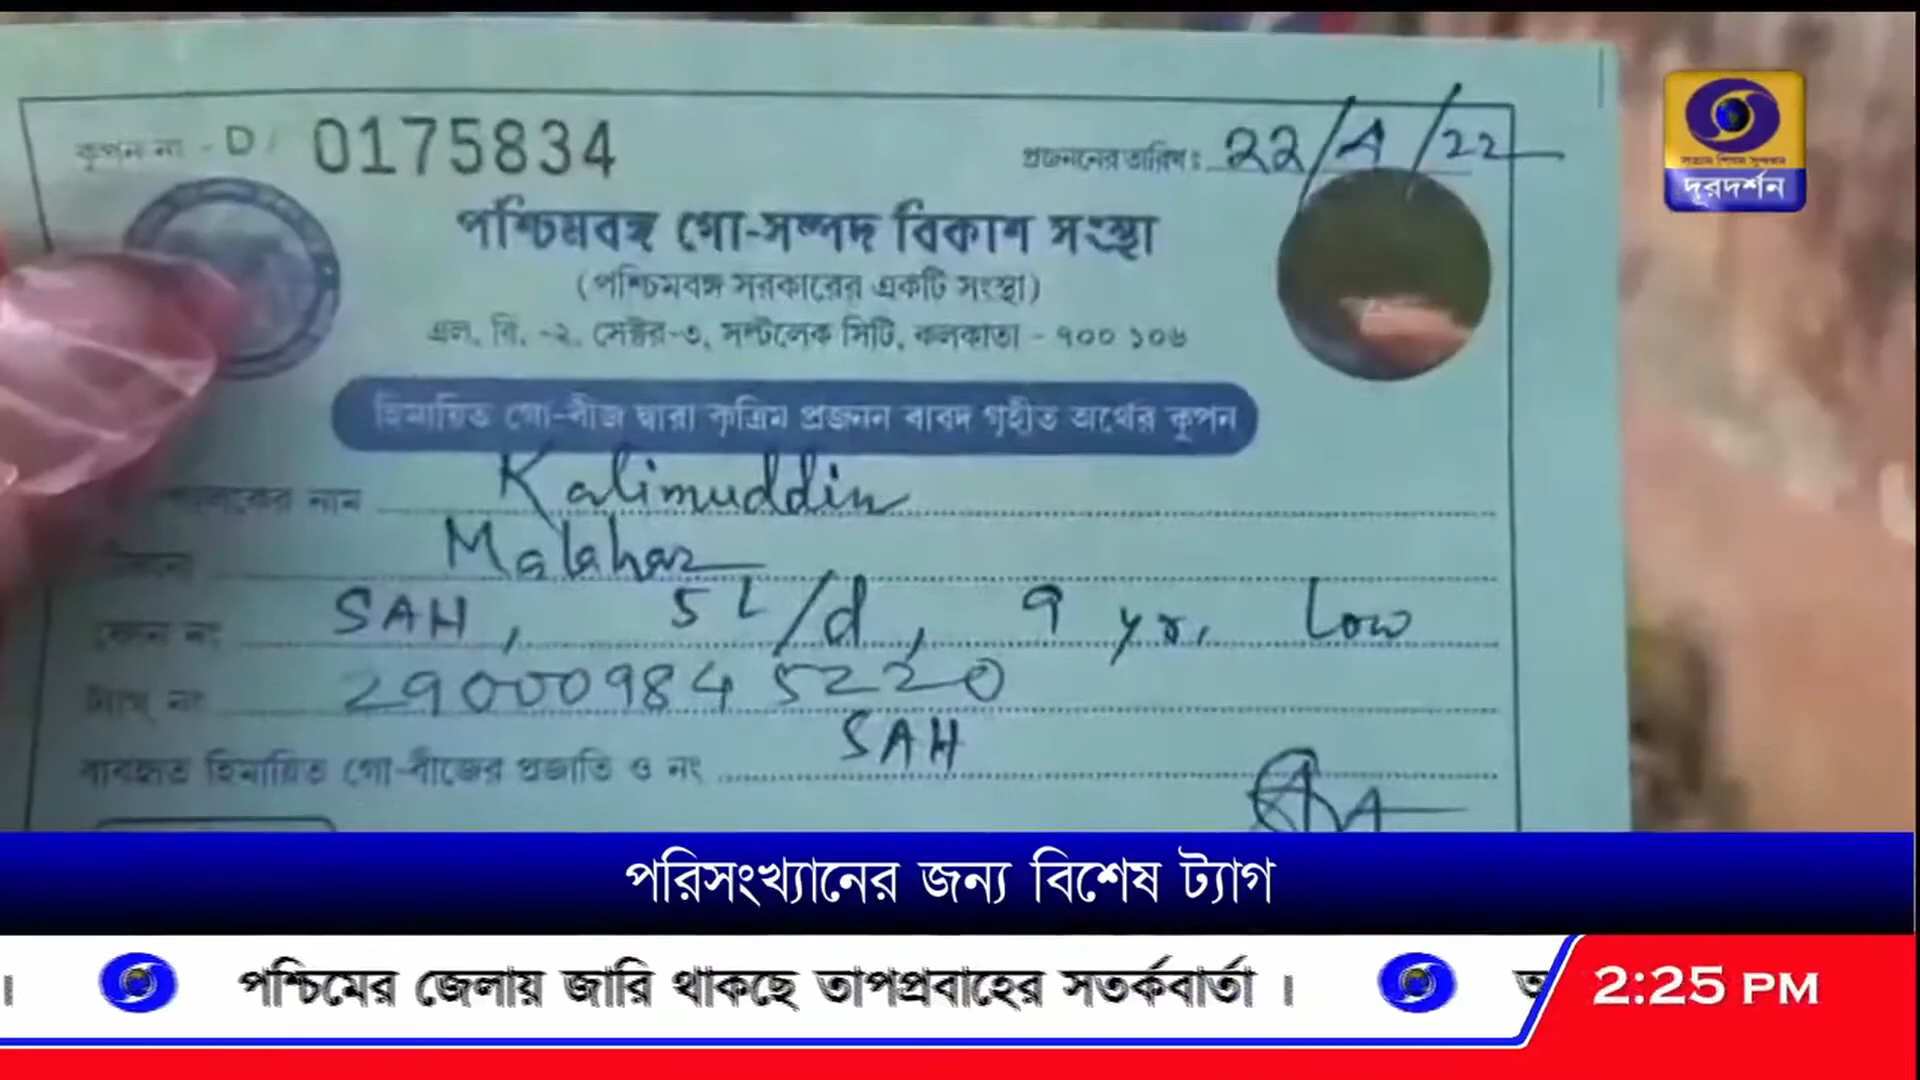 কুপন নং - D/ 0175834
প্রজননের তারিখ : 22/4/22
পশ্চিমবঙ্গ গো-সম্পদ বিকাশ সংস্থা
(পশ্চিমবঙ্গ সরকারের একটি সংস্থা)
এল. বি. -২, সেক্টর-৩, সল্টলেক সিটি, কলকাতা - ৭০০ ১০৬
হিমায়িত গো-বীজ দ্বারা কৃত্রিম প্রজনন বাবদ গৃহীত অর্থের কুপন
নাম Kalimuddin
Malahar
SAH, 5 L/d, 9 yr, Low
নং 290009845220
ব্যবহৃত হিমায়িত গো-বীজের প্রজাতি ও নং SAH
দূরদর্শন
পরিসংখ্যানের জন্য বিশেষ ট্যাগ
। পশ্চিমের জেলায় জারি থাকছে তাপপ্রবাহের সতর্কবার্তা ।
2:25 PM